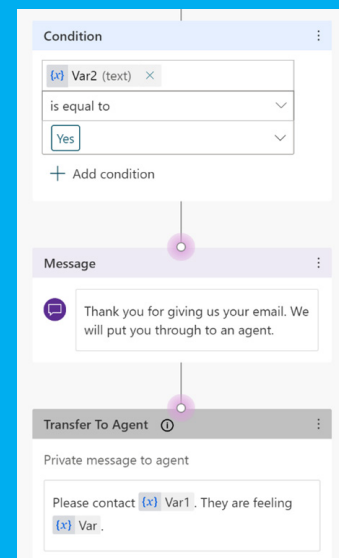 Condition
{x} Var2 (text) ×
is equal to
Yes
+ Add condition
Message
Thank you for giving us your email. We
will put you through to an agent.
Transfer To Agent
Private message to agent
Please contact {x} Var1 . They are feeling
{x} Var .